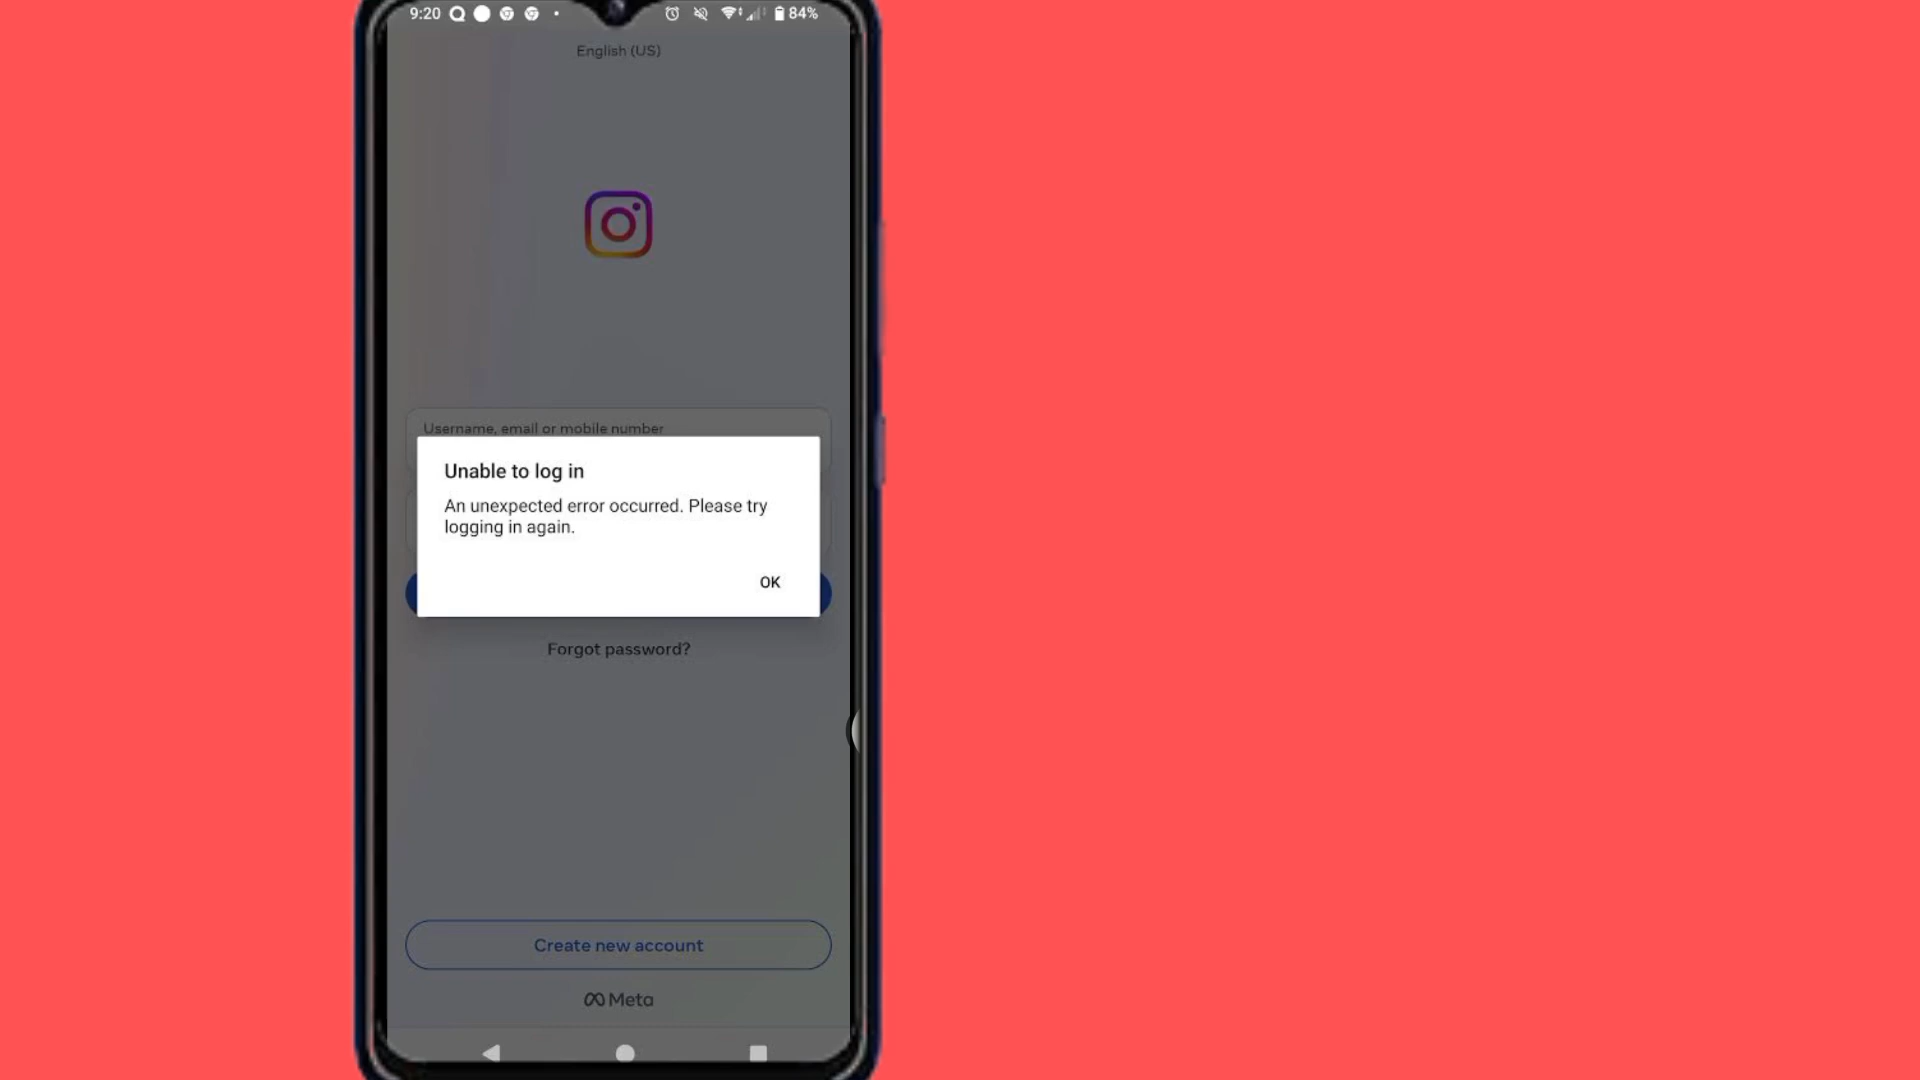 9:20 84%
English (US)
Username, email or mobile number
Unable to log in
An unexpected error occurred. Please try
logging in again.
OK
Forgot password?
Create new account
Meta